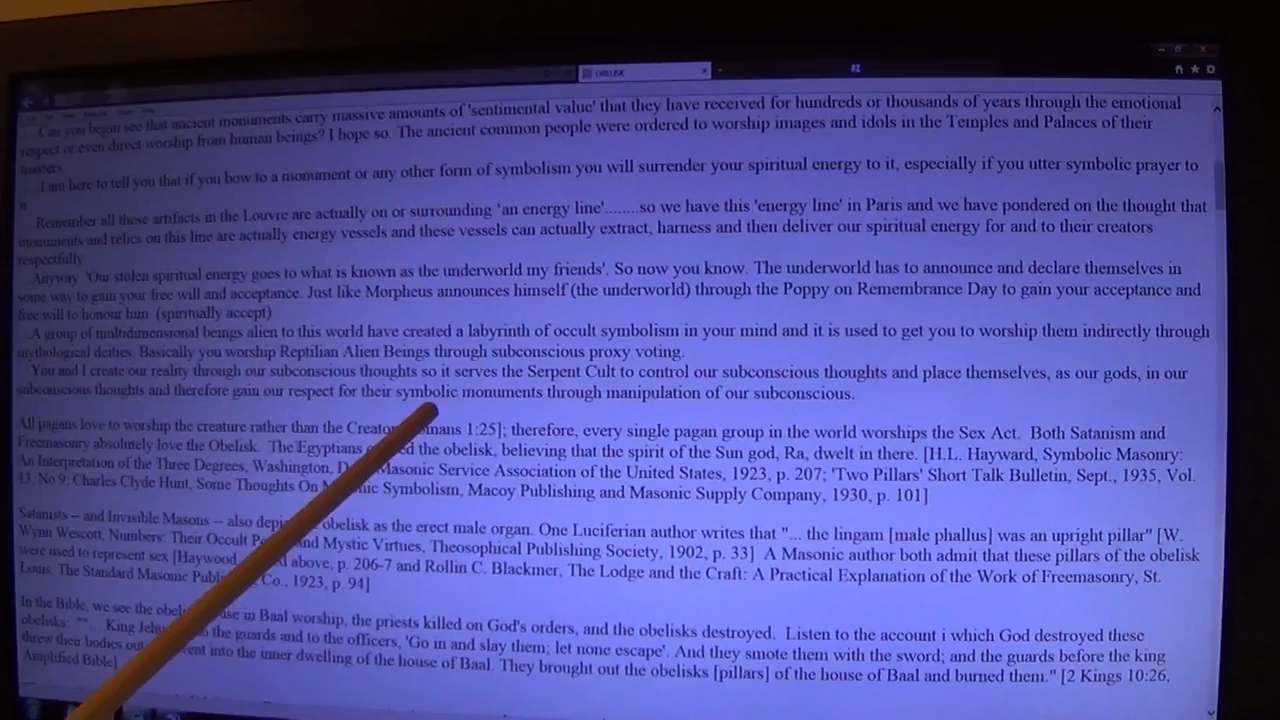 OBELISK
Can you begin see that ancient monuments carry massive amounts of 'sentimental value' that they have received for hundreds or thousands of years through the emotional
respect or even direct worship from human beings? I hope so. The ancient common people were ordered to worship images and idols in the Temples and Palaces of their
masters
I am here to tell you that if you bow to a monument or any other form of symbolism you will surrender your spiritual energy to it, especially if you utter symbolic prayer to
it
Remember all these artifacts in the Louvre are actually on or surrounding 'an energy line'........so we have this 'energy line' in Paris and we have pondered on the thought that
monuments and relics on this line are actually energy vessels and these vessels can actually extract, harness and then deliver our spiritual energy for and to their creators
respectfully
Anyway 'Our stolen spiritual energy goes to what is known as the underworld my friends'. So now you know. The underworld has to announce and declare themselves in
some way to gain your free will and acceptance. Just like Morpheus announces himself (the underworld) through the Poppy on Remembrance Day to gain your acceptance and
free will to honour him (spiritually accept)
A group of multidimensional beings alien to this world have created a labyrinth of occult symbolism in your mind and it is used to get you to worship them indirectly through
mythological deities. Basically you worship Reptilian Alien Beings through subconscious proxy voting.
You and I create our reality through our subconscious thoughts so it serves the Serpent Cult to control our subconscious thoughts and place themselves, as our gods, in our
subconscious thoughts and therefore gain our respect for their symbolic monuments through manipulation of our subconscious.
All pagans love to worship the creature rather than the Creator 1:25]; therefore, every single pagan group in the world worships the Sex Act. Both Satanism and
Freemasonry absolutely love the Obelisk. The Egyptians the obelisk, believing that the spirit of the Sun god, Ra, dwelt in there. [H.L. Hayward, Symbolic Masonry:
An Interpretation of the Three Degrees, Washington, Masonic Service Association of the United States, 1923, p. 207; 'Two Pillars' Short Talk Bulletin, Sept., 1935, Vol.
13, No 9; Charles Clyde Hunt, Some Thoughts On Symbolism, Macoy Publishing and Masonic Supply Company, 1930, p. 101]
Satanists – and Invisible Masons – also obelisk as the erect male organ. One Luciferian author writes that "... the lingam [male phallus] was an upright pillar" [W.
Wynn Wescott, Numbers: Their Occult and Mystic Virtues, Theosophical Publishing Society, 1902, p. 33] A Masonic author both admit that these pillars of the obelisk
were used to represent sex [Haywood above, p. 206-7 and Rollin C. Blackmer, The Lodge and the Craft: A Practical Explanation of the Work of Freemasonry, St.
Louis, The Standard Masonic Co., 1923, p. 94]
In the Bible, we see the in Baal worship, the priests killed on God's orders, and the obelisks destroyed. Listen to the account i which God destroyed these
obelisks: King the guards and to the officers, 'Go in and slay them; let none escape'. And they smote them with the sword; and the guards before the king
threw their bodies went into the inner dwelling of the house of Baal. They brought out the obelisks [pillars] of the house of Baal and burned them." [2 Kings 10:26,
Amplified Bible]